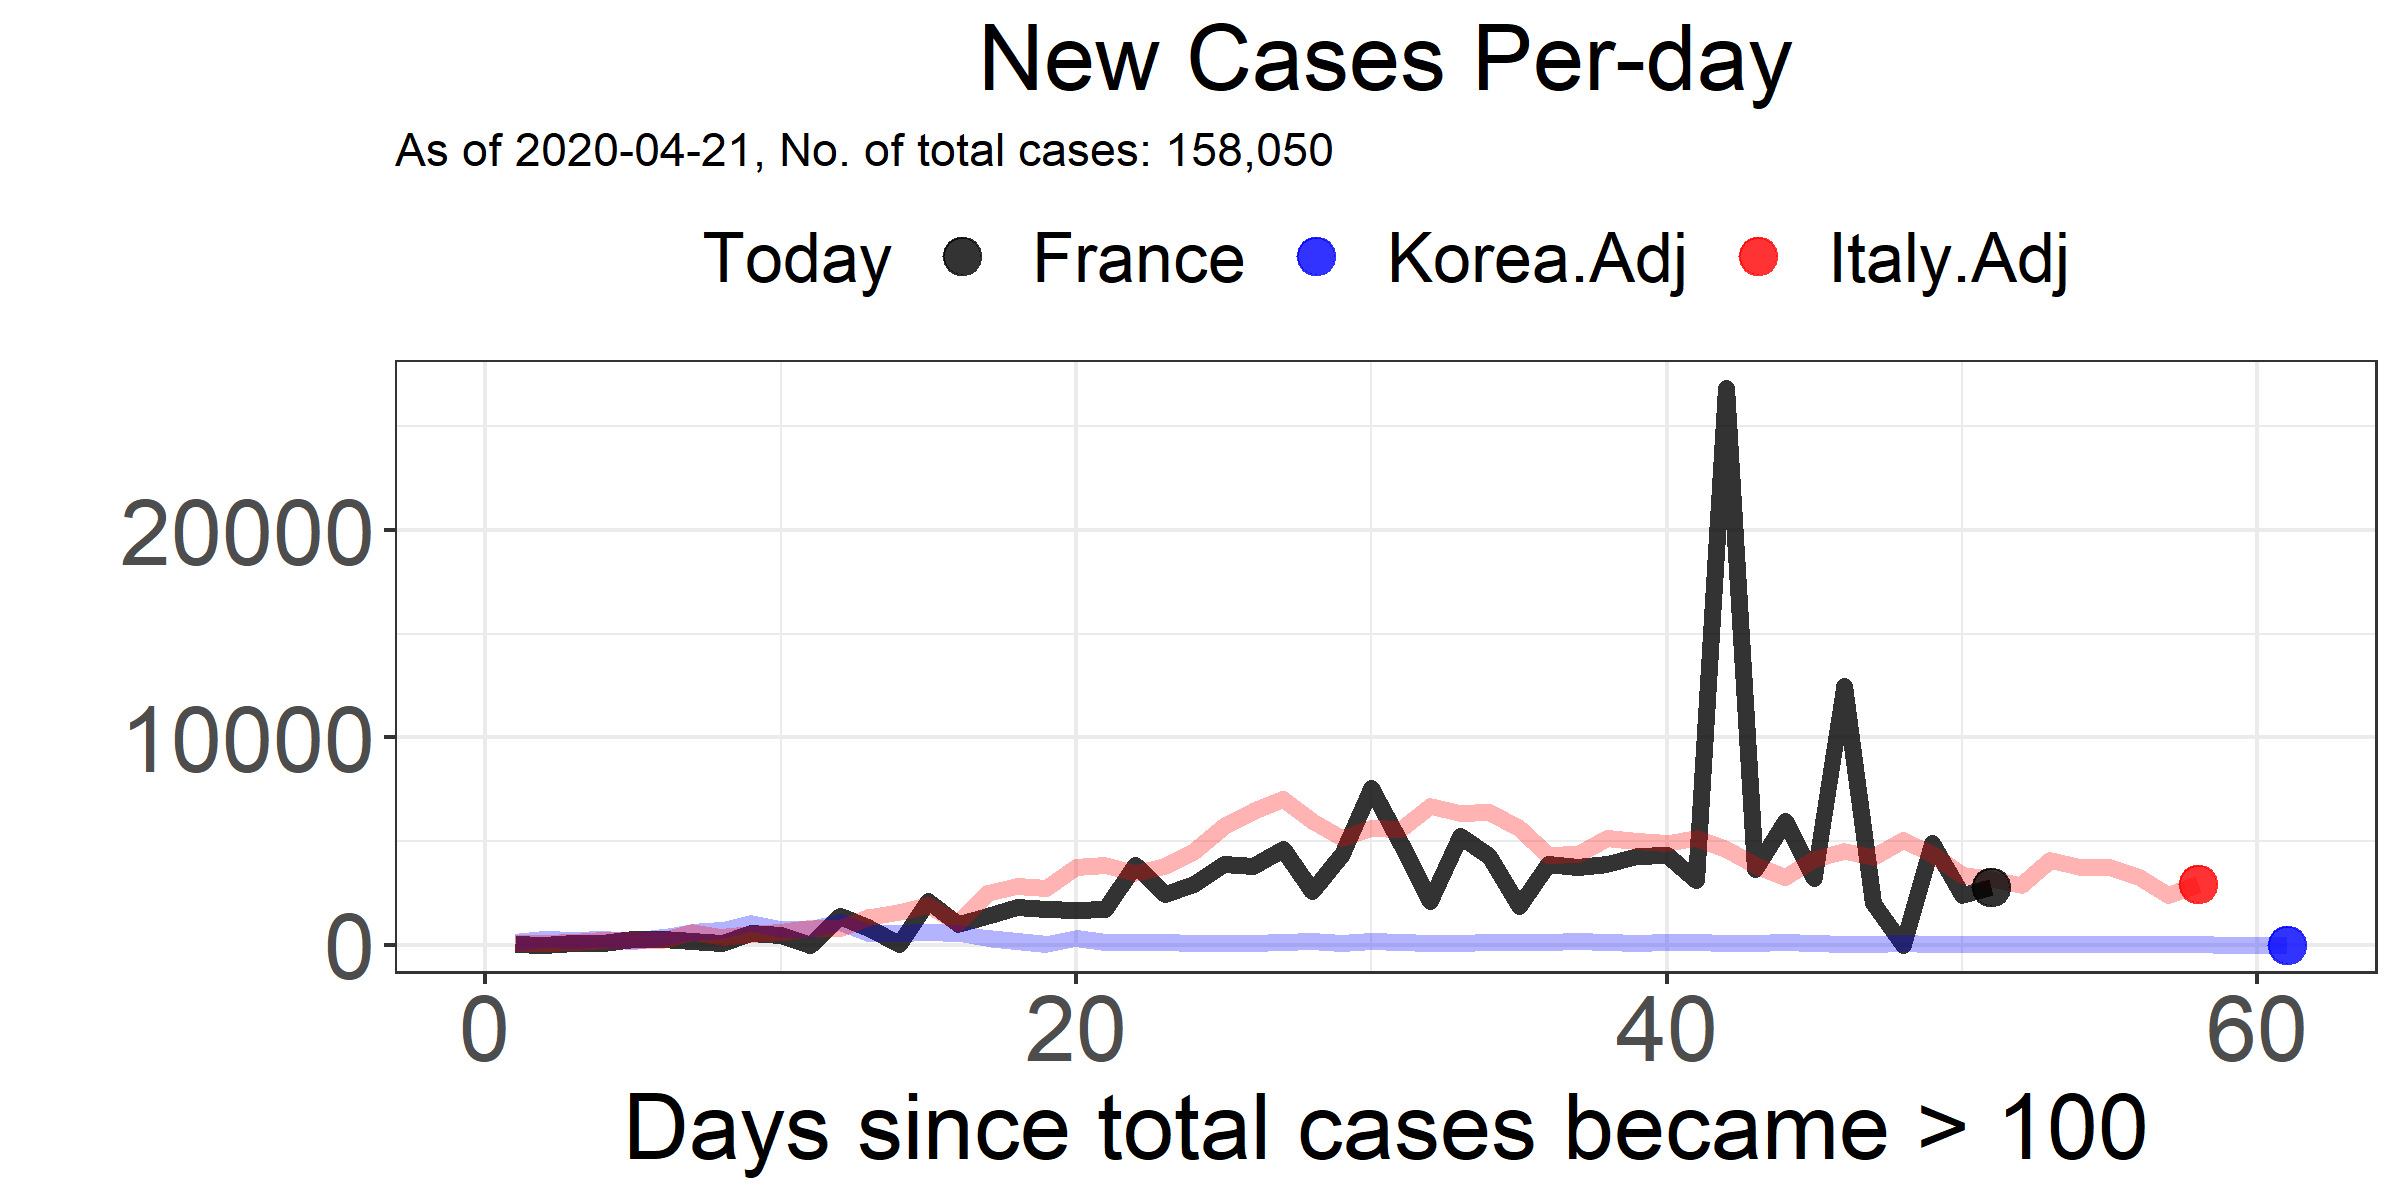 New Cases Per-day
As of 2020-04-21, No. of total cases: 158,050
Today France Korea.Adj Italy.Adj
20000
10000
0
0 20 40 60
Days since total cases became > 100